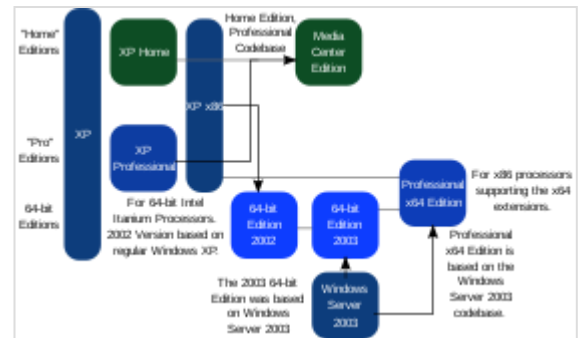 "Home"
Editions
"Pro"
Editions
64-bit
Editions
XP
XP Home
XP
Professional
XP x86
Home Edition,
Professional
Codebase
Media
Center
Edition
For 64-bit Intel
Itanium Processors.
2002 Version based on
regular Windows XP.
64-bit
Edition
2002
64-bit
Edition
2003
Professional
x64 Edition
For x86 processors
supporting the x64
extensions.
The 2003 64-bit
Edition was based
on Windows
Server 2003
Windows
Server
2003
Professional
x64 Edition is
based on the
Windows
Server 2003
codebase.